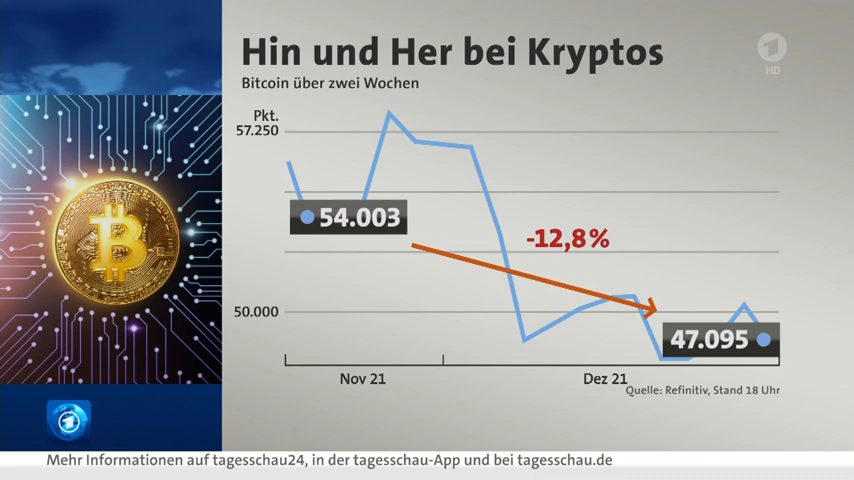 Hin und Her bei Kryptos
HD
Bitcoin über zwei Wochen
Pkt.
57.250
54.003
-12,8%
50.000
47.095
Nov 21
Dez 21
Quelle: Refinitiv, Stand 18 Uhr
Mehr Informationen auf tagesschau24, in der tagesschau-App und bei tagesschau.de